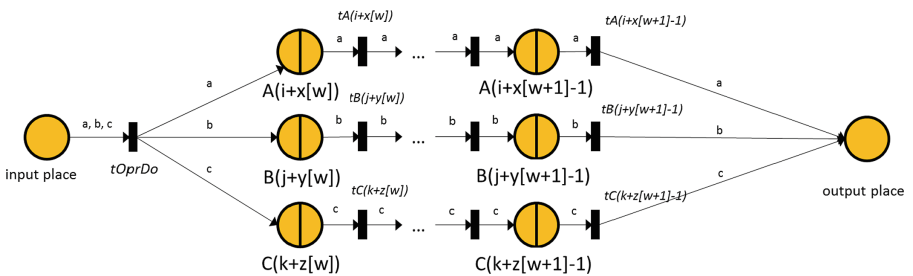 tA(i+x[w])
tA(i+x[w+1]-1)
a a a a a
...
a
A(i+x[w])
A(i+x[w+1]-1)
a
tB(j+y[w])
tB(j+y[w+1]-1)
a, b, c
b
b b b b b
...
b
input place
tOprDo
B(j+y[w])
B(j+y[w+1]-1)
output place
c
tC(k+z[w])
tC(k+z[w+1]-1)
c
c c c c c
...
C(k+z[w])
C(k+z[w+1]-1)